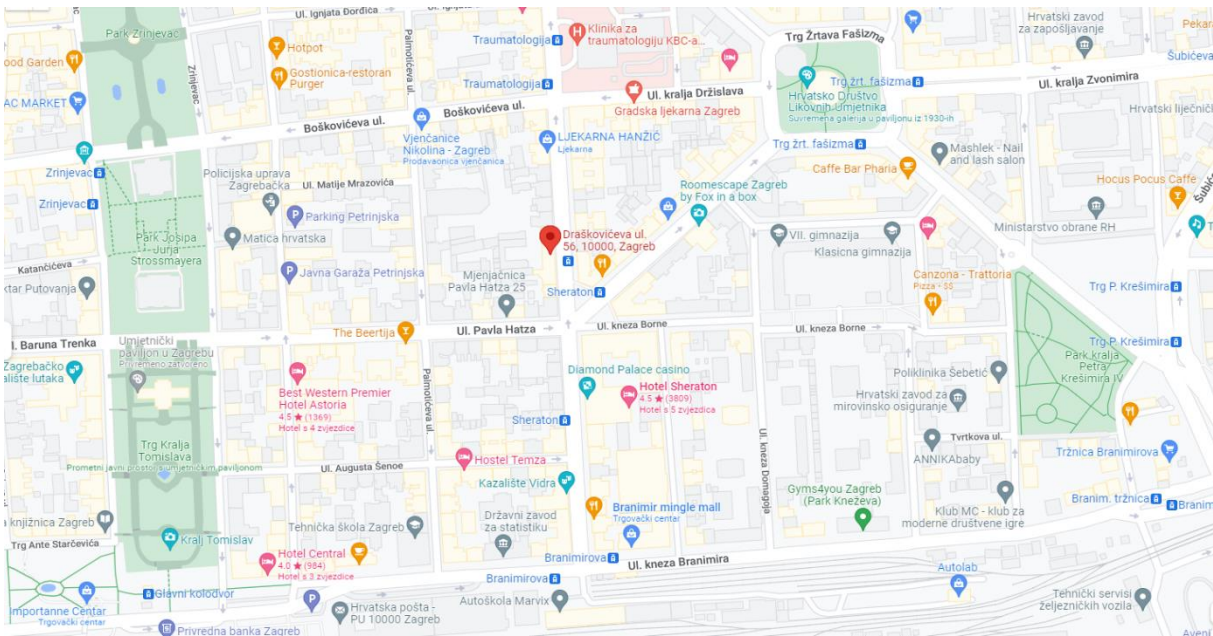 Ul. Ignjata Đorđića
Park Zrinjevac
Zrinjevac
Palmotićeva ul.
Hotpot
Gostionica-restoran
Purger
ood Garden
AC MARKET
Traumatologija
Klinika za
traumatologiju KBC-a...
Traumatologija
Trg Žrtava Fašizma
Hrvatski zavod
za zapošljavanje
Pekara
Šubićeva
Trg žrt. fašizma
Ul. kralja Zvonimira
Ul. kralja Držislava
Hrvatsko Društvo
Likovnih Umjetnika
Suvremena galerija u paviljonu iz 1930-ih
Gradska ljekarna Zagreb
Hrvatski liječnič
Boškovićeva ul.
Boškovićeva ul.
Vjenčanice
Nikolina - Zagreb
Prodavaonica vjenčanica
LJEKARNA HANŽIĆ
Ljekarna
Trg žrt. fašizma
Mashlek - Nail
and lash salon
Caffe Bar Pharia
Hocus Pocus Caffe
Zrinjevac
Policijska uprava
Zagrebačka
Ul. Matije Mrazovića
Roomescape Zagreb
by Fox in a box
Zrinjevac
Parking Petrinjska
Ministarstvo obrane RH
Park Josipa
Jurja
Strossmayera
Matica hrvatska
Draškovićeva ul.
56, 10000, Zagreb
VII. gimnazija
Klasična gimnazija
Katančićeva
ktar Putovanja
Javna Garaža Petrinjska
Mjenjačnica
Pavla Hatza 25
Sheraton
Canzona - Trattoria
Pizza - $$
Trg P. Krešimira
The Beertija
Ul. Pavla Hatza
Ul. kneza Borne
Ul. kneza Borne
l. Baruna Trenka
Umjetnički
paviljon u Zagrebu
Privremeno zatvoreno
Trg P. Krešimira
Park kralja
Petra
Krešimira IV
Zagrebačko
alište lutaka
Diamond Palace casino
Hotel Sheraton
4.5 ★ (3809)
Hotel s 5 zvjezdica
Poliklinika Šebetić
Best Western Premier
Hotel Astoria
4.5 ★ (1369)
Hotel s 4 zvjezdice
Palmotićeva ul.
Hrvatski zavod za
mirovinsko osiguranje
Sheraton
Trg Kralja
Tomislava
Prometni javni prostor s umjetničkim paviljonom
Tvrtkova ul.
Ul. kneza Domagoja
Hostel Temza
Ul. Augusta Šenoe
ANNIKAbaby
Tržnica Branimirova
Kazalište Vidra
Gyms4you Zagreb
(Park Kneževa)
Branim. tržnica
Branim
a knjižnica Zagreb
Tehnička škola Zagreb
Državni zavod
za statistiku
Branimir mingle mall
Trgovački centar
Klub MC - klub za
moderne društvene igre
Trg Ante Starčevića
Kralj Tomislav
Hotel Central
4.0 ★ (984)
Hotel s 3 zvjezdice
Branimirova
Ul. kneza Branimira
Autolab
Branimirova
Glavni kolodvor
Importanne Centar
Trgovački centar
Hrvatska pošta -
PU 10000 Zagreb
Autoškola Marvix
Tehnički servisi
željezničkih vozila
Privredna banka Zagreb
Aveni